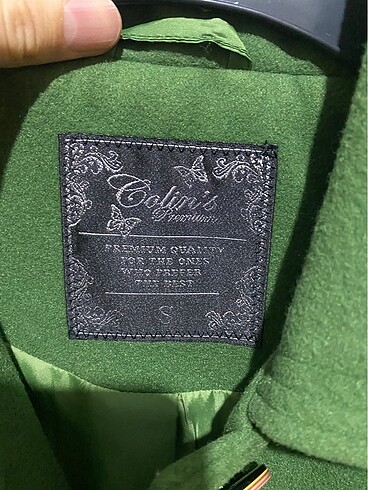 Colin's
Premium
PREMIUM QUALITY
FOR THE ONES
WHO PREFER
THE BEST
S